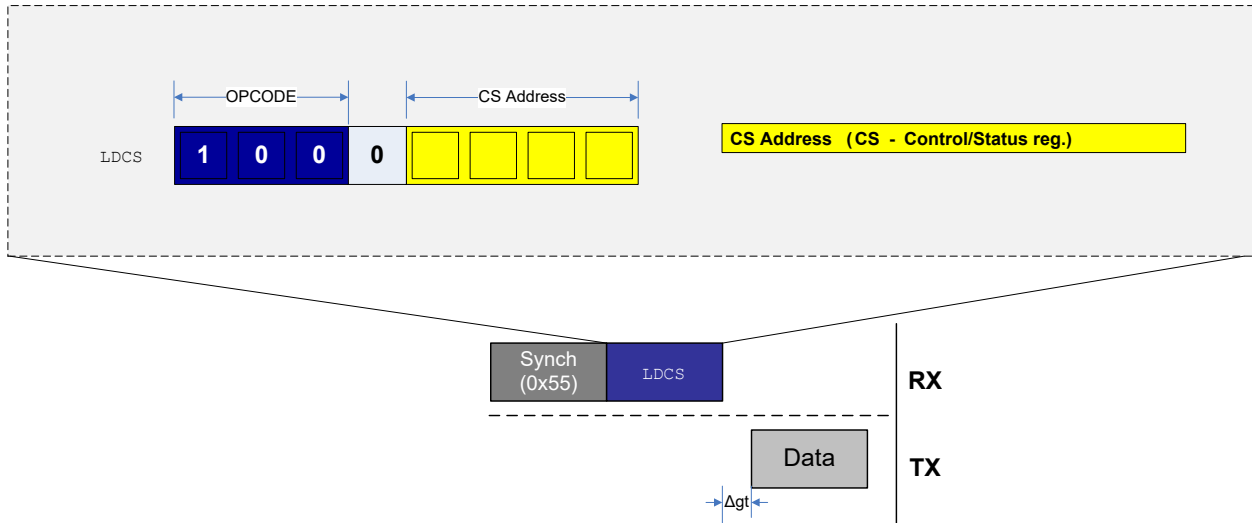 OPCODE
CS Address
LDCS
1 0 0 0
CS Address (CS - Control/Status reg.)
Synch
(0x55)
LDCS
RX
Data
TX
Δgt